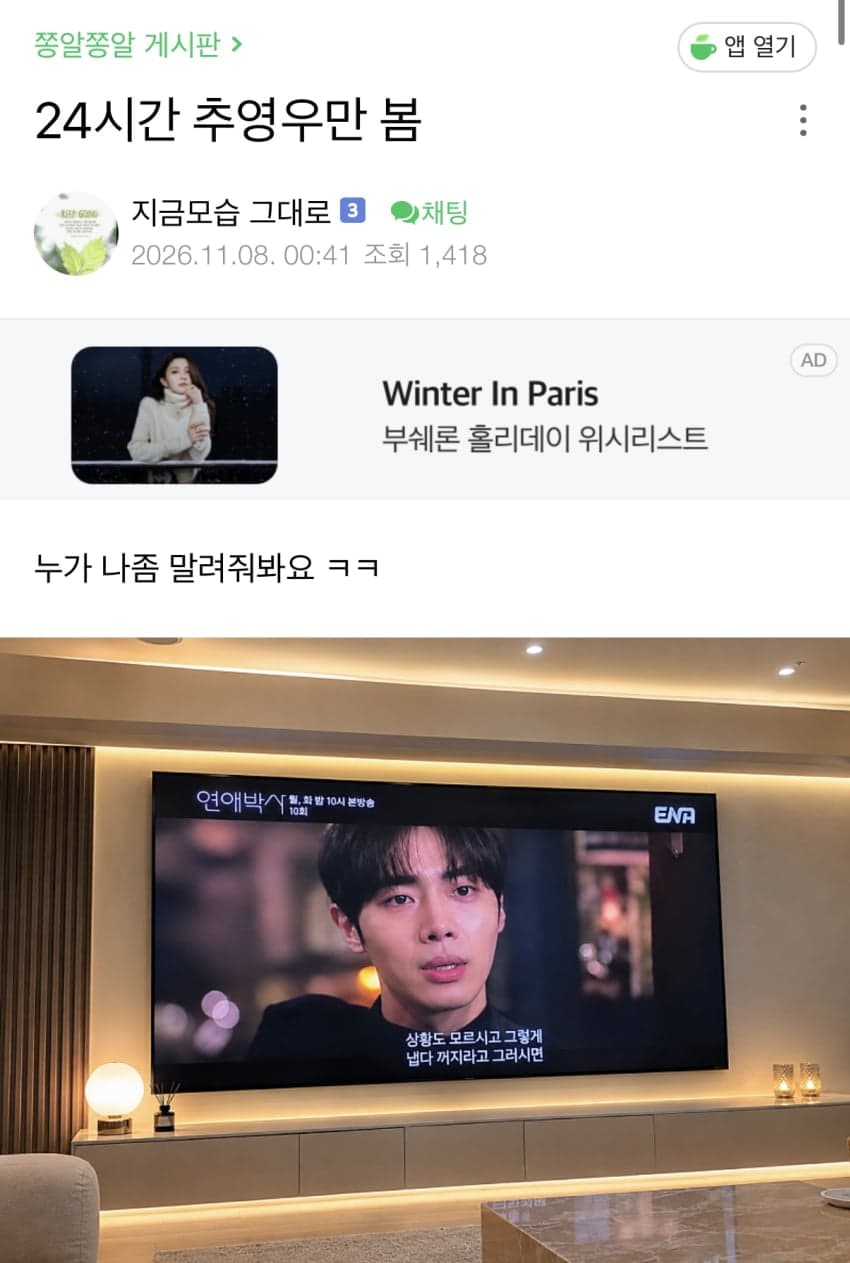 쫑알쫑알 게시판 >
앱 열기
24시간 추영우만 봄
지금모습 그대로 3 채팅
2026.11.08. 00:41 조회 1,418
KEEP GOING
AD
Winter In Paris
부쉐론 홀리데이 위시리스트
누가 나좀 말려줘봐요 ㅋㅋ
연애박사 월, 화 밤 10시 본방송
10회
ENA
상황도 모르시고 그렇게
냅다 꺼지라고 그러시면